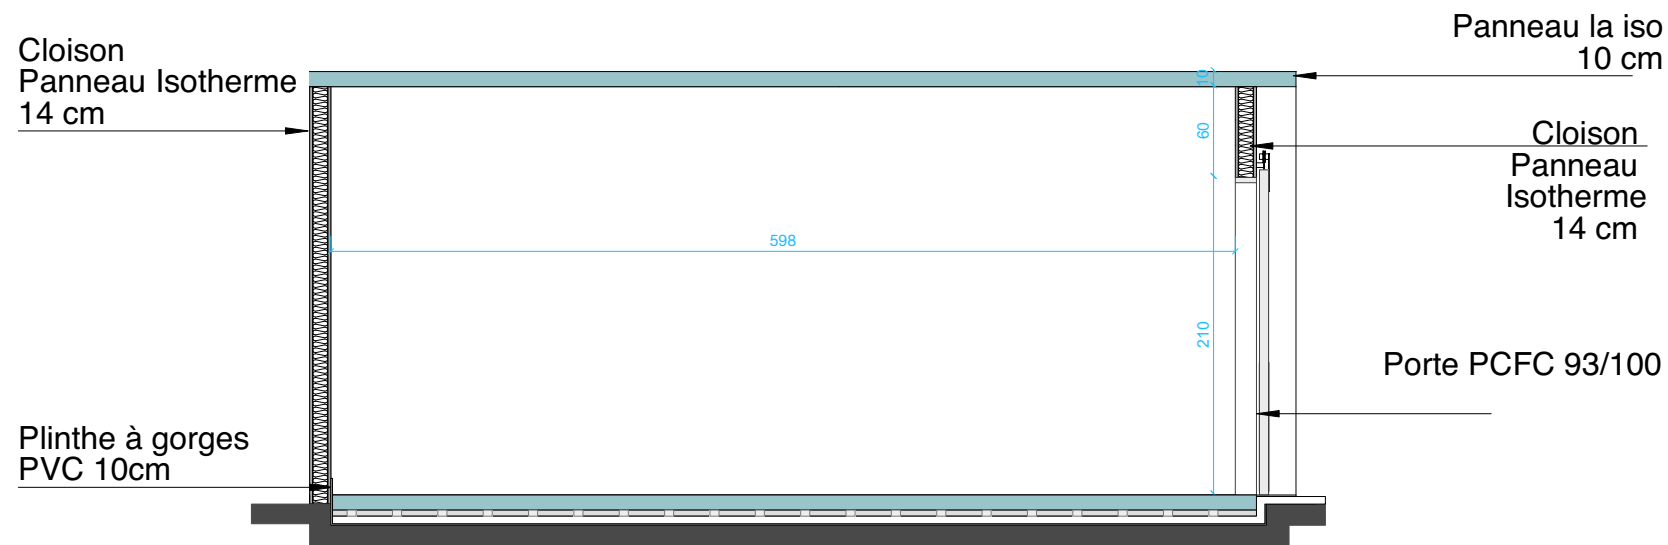 Cloison
Panneau Isotherme
14 cm
Panneau la iso
10 cm
10
60
Cloison
Panneau
Isotherme
14 cm
598
210
Porte PCFC 93/100
Plinthe à gorges
PVC 10cm